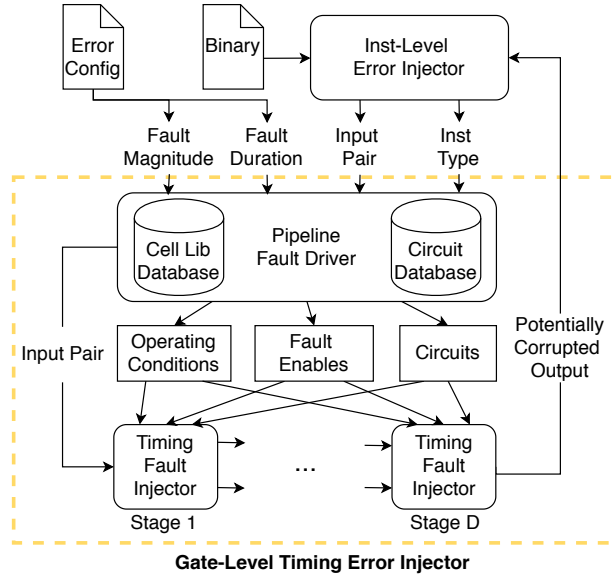 Error
Config
Binary
Inst-Level
Error Injector
Fault
Magnitude
Fault
Duration
Input
Pair
Inst
Type
Cell Lib
Database
Pipeline
Fault Driver
Circuit
Database
Input Pair
Operating
Conditions
Fault
Enables
Circuits
Potentially
Corrupted
Output
Timing
Fault
Injector
...
Timing
Fault
Injector
Stage 1
Stage D
Gate-Level Timing Error Injector